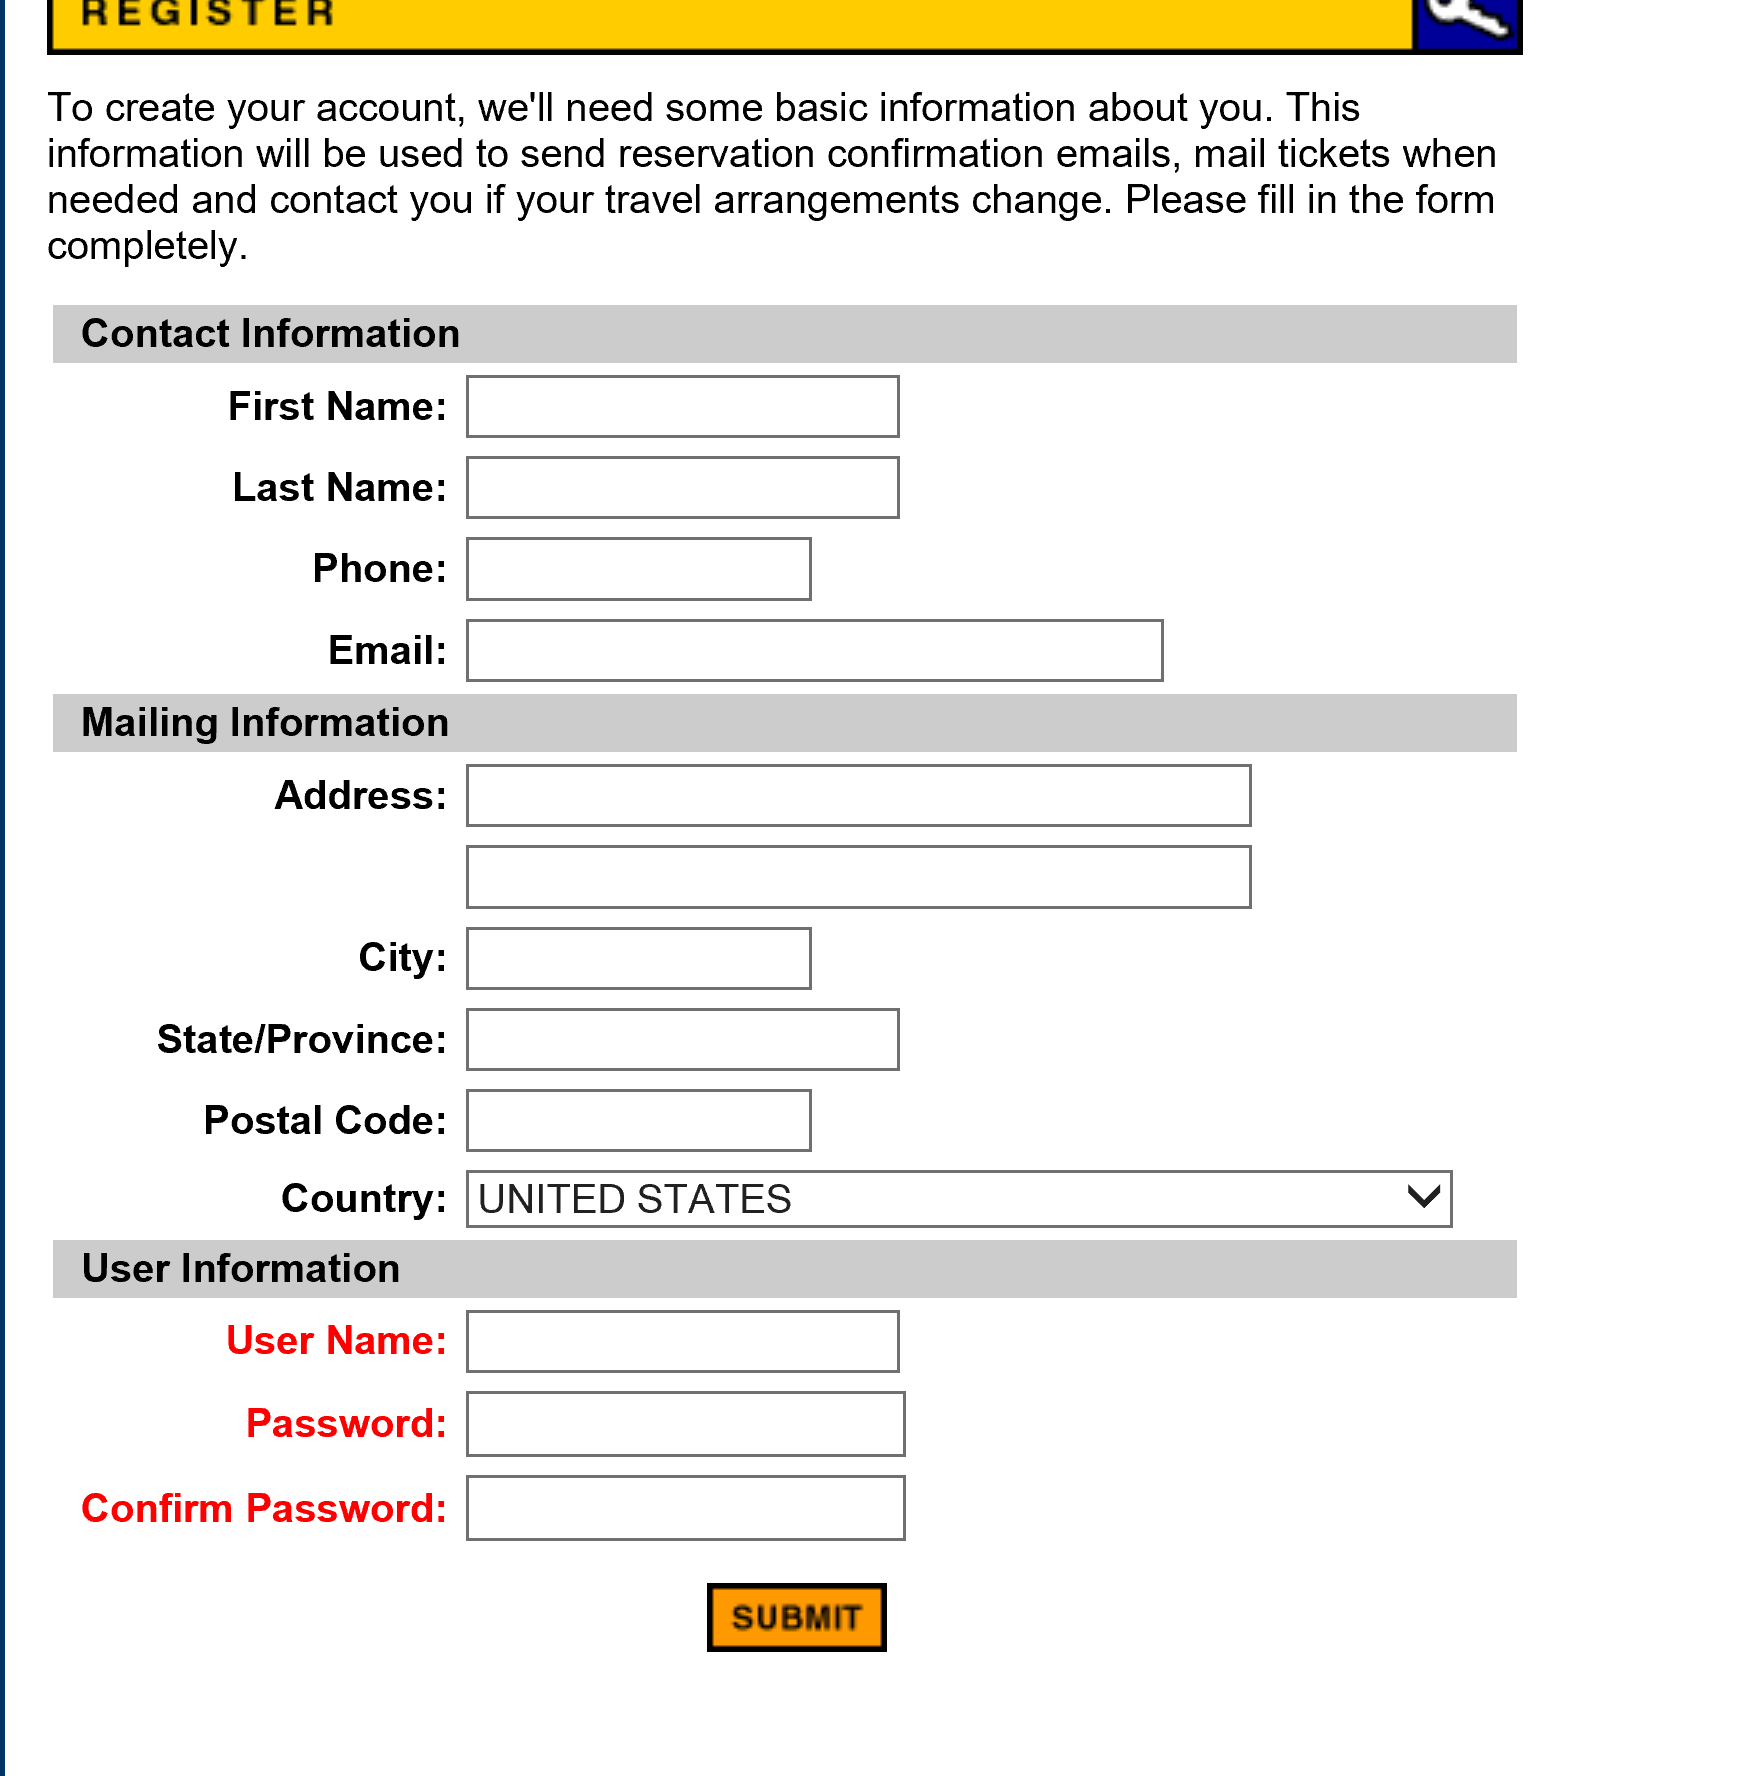 REGISTER
To create your account, we'll need some basic information about you. This
information will be used to send reservation confirmation emails, mail tickets when
needed and contact you if your travel arrangements change. Please fill in the form
completely.
Contact Information
First Name:
Last Name:
Phone:
Email:
Mailing Information
Address:
City:
State/Province:
Postal Code:
Country: UNITED STATES
User Information
User Name:
Password:
Confirm Password:
SUBMIT